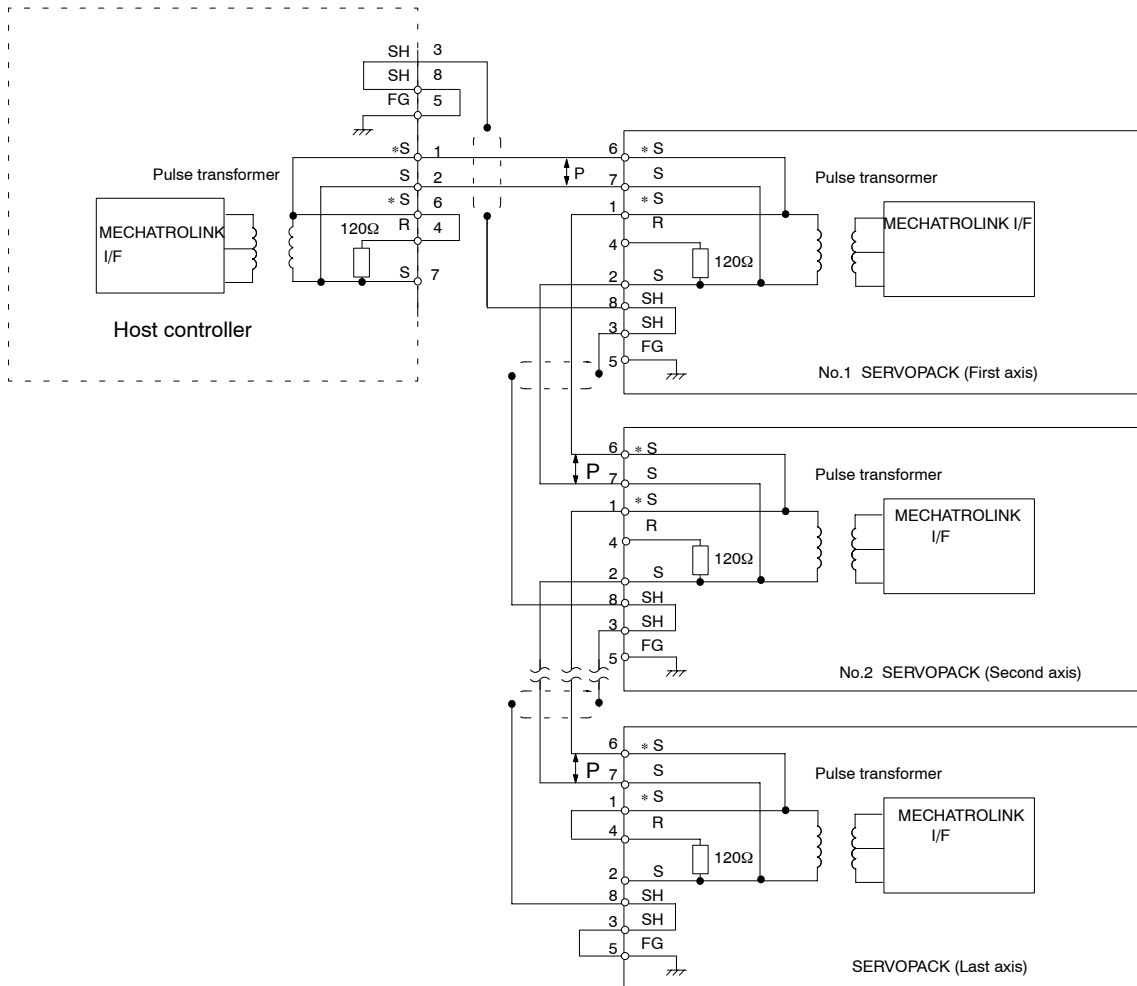 SH 3
SH 8
FG 5
*S 1
S 2
*S 6
R 4
S 7
Pulse transformer
120Ω
MECHATROLINK
I/F
Host controller
P
6 *S
7 S
1 *S
R
4
120Ω
2 S
8 SH
3 SH
5 FG
Pulse transormer
MECHATROLINK I/F
No.1 SERVOPACK (First axis)
P
6 *S
7 S
1 *S
R
4
120Ω
2 S
8 SH
3 SH
5 FG
Pulse transformer
MECHATROLINK
I/F
No.2 SERVOPACK (Second axis)
P
6 *S
7 S
1 *S
4 R
120Ω
2 S
8 SH
3 SH
5 FG
Pulse transformer
MECHATROLINK
I/F
SERVOPACK (Last axis)